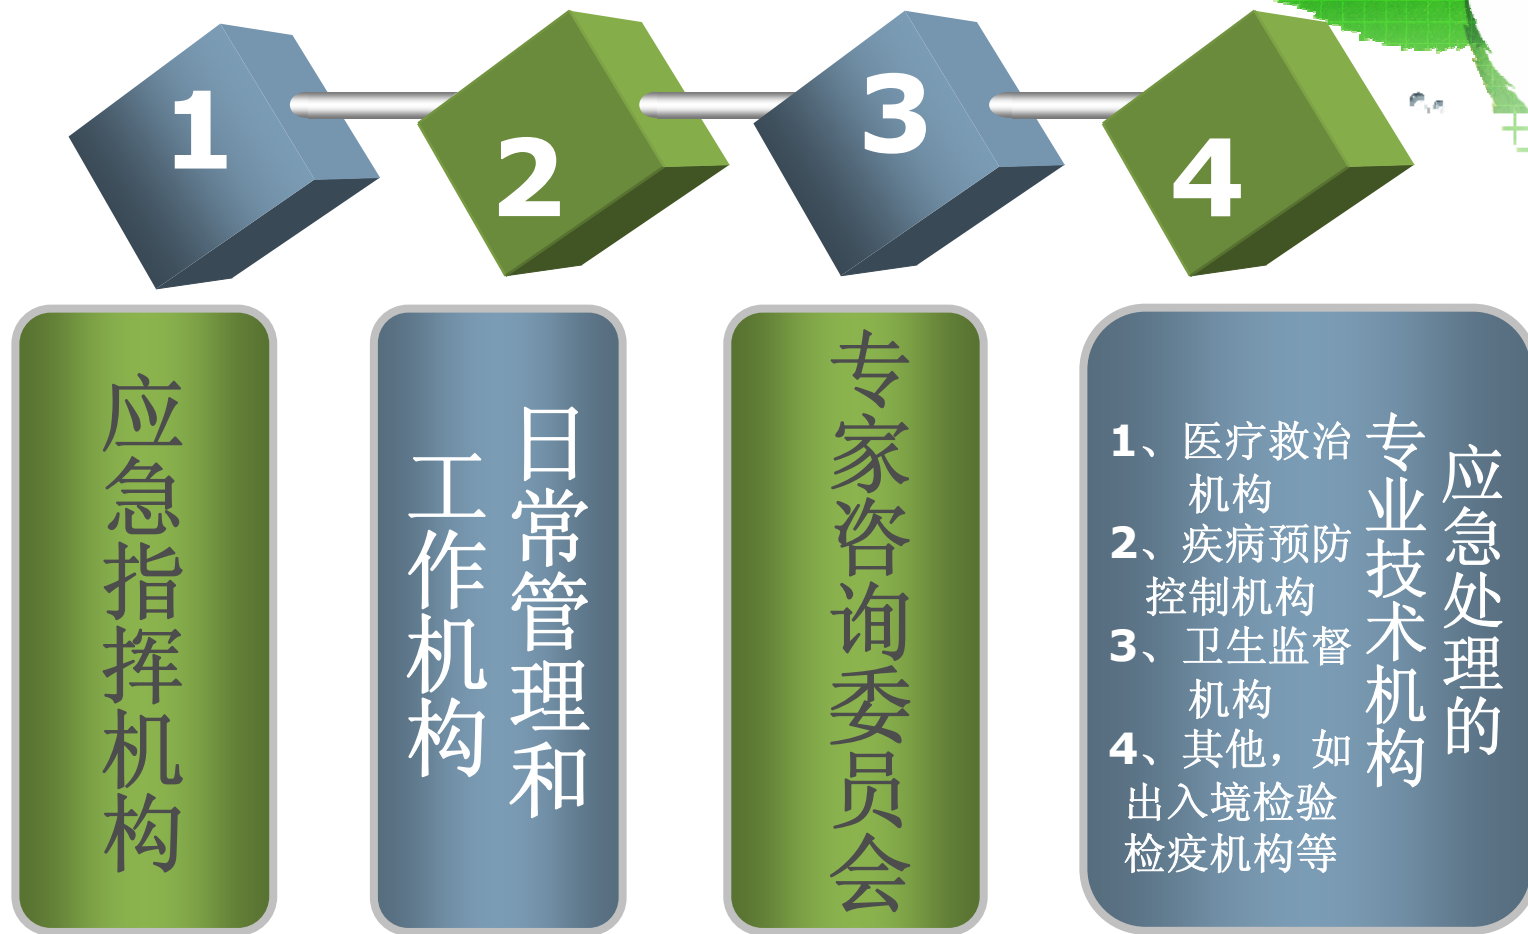 1
2
3
4
应急指挥机构
日常管理和
工作机构
专家咨询委员会
应急处理的
专业技术机构
1、医疗救治
机构
2、疾病预防
控制机构
3、卫生监督
机构
4、其他，如
出入境检验
检疫机构等